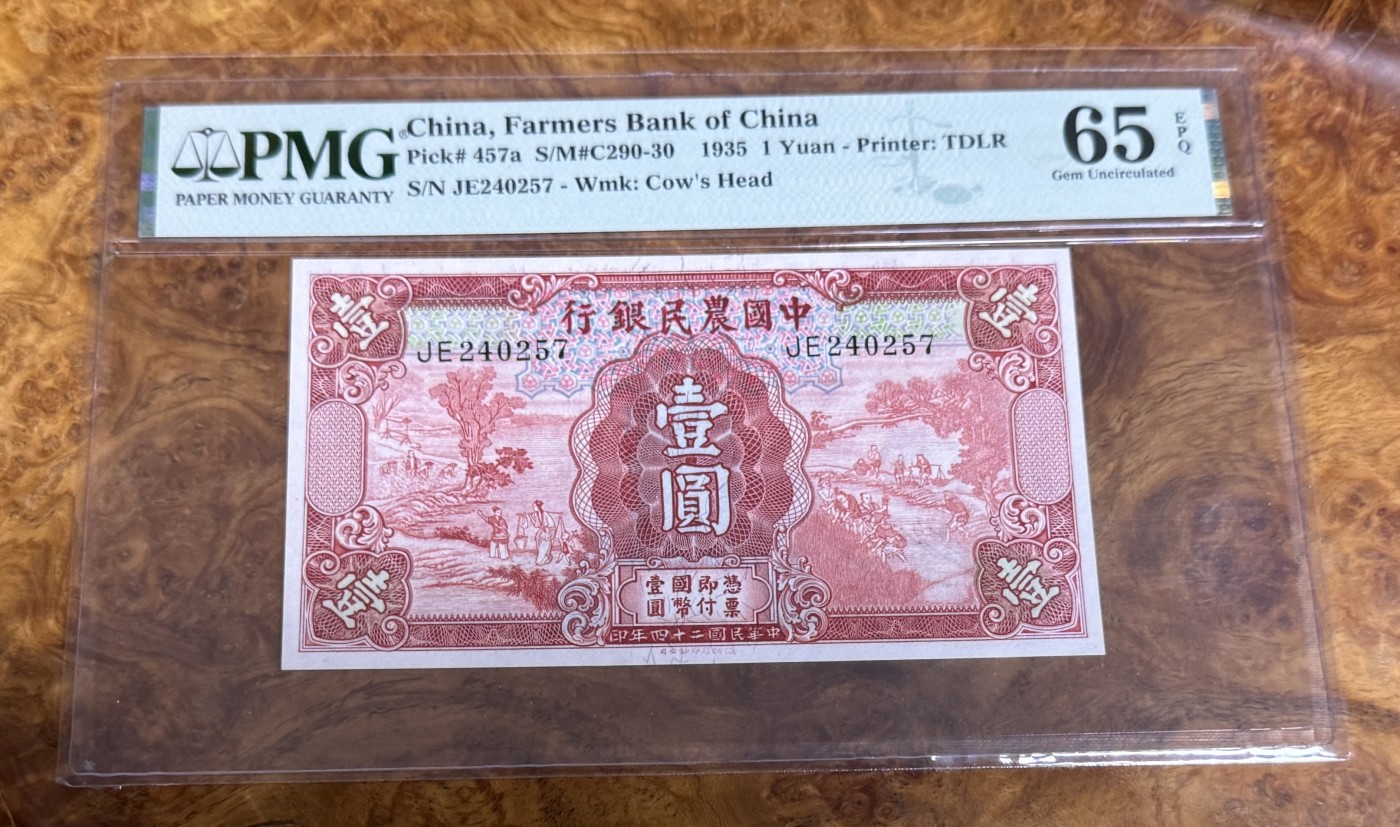 PMG
PAPER MONEY GUARANTY
China, Farmers Bank of China
Pick# 457a S/M#C290-30 1935 1 Yuan - Printer: TDLR
S/N JE240257 - Wmk: Cow's Head
65
EPQ
Gem Uncirculated
壹
壹
行銀民農國中
JE240257
JE240257
壹圓
憑票即付國幣壹圓
壹
壹
印年四十二國民華中